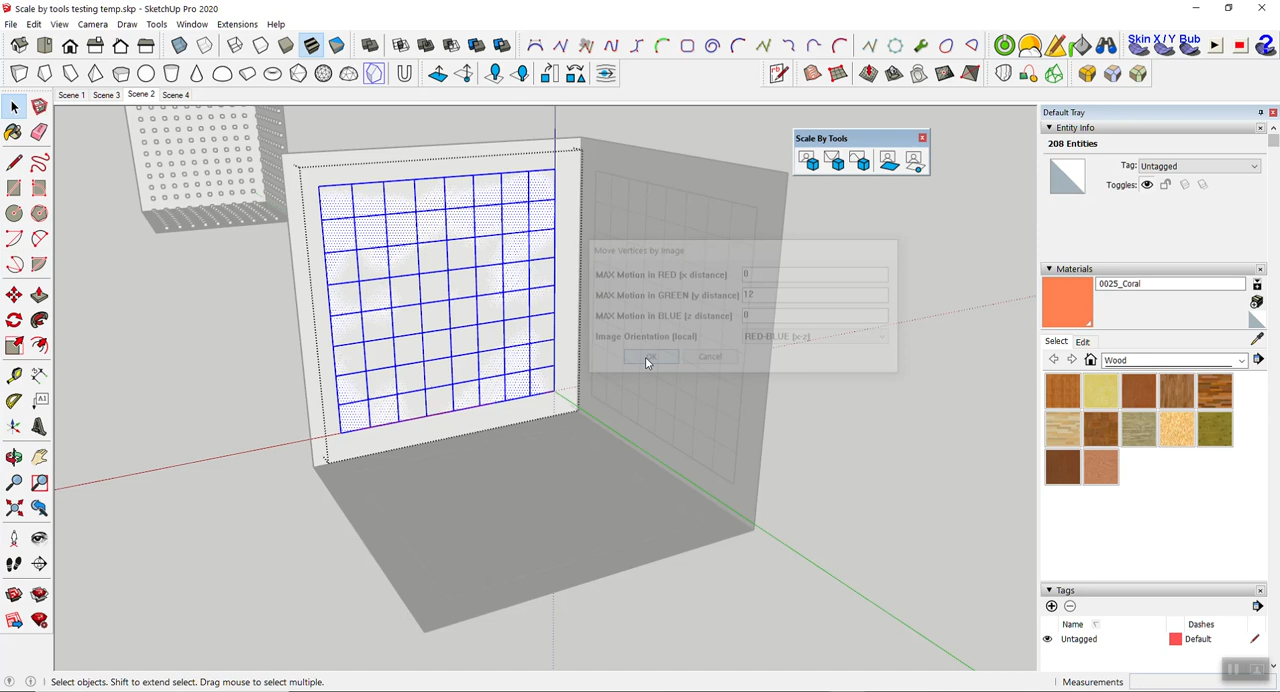 Scale by tools testing temp.skp - SketchUp Pro 2020
File Edit View Camera Draw Tools Window Extensions Help
Skin X / Y Bub
Scene 1 Scene 3 Scene 2 Scene 4
Default Tray
Entity Info
208 Entities
Tag: Untagged
Toggles:
Scale By Tools
Move Vertices by Image
MAX Motion in RED (x distance) 0
MAX Motion in GREEN (y distance) 12
MAX Motion in BLUE (z distance) 0
Image Orientation (local) RED-BLUE (x-z)
OK Cancel
Materials
0025_Coral
Select Edit
Wood
Tags
Name Dashes
Untagged Default
A1
Select objects. Shift to extend select. Drag mouse to select multiple.
Measurements